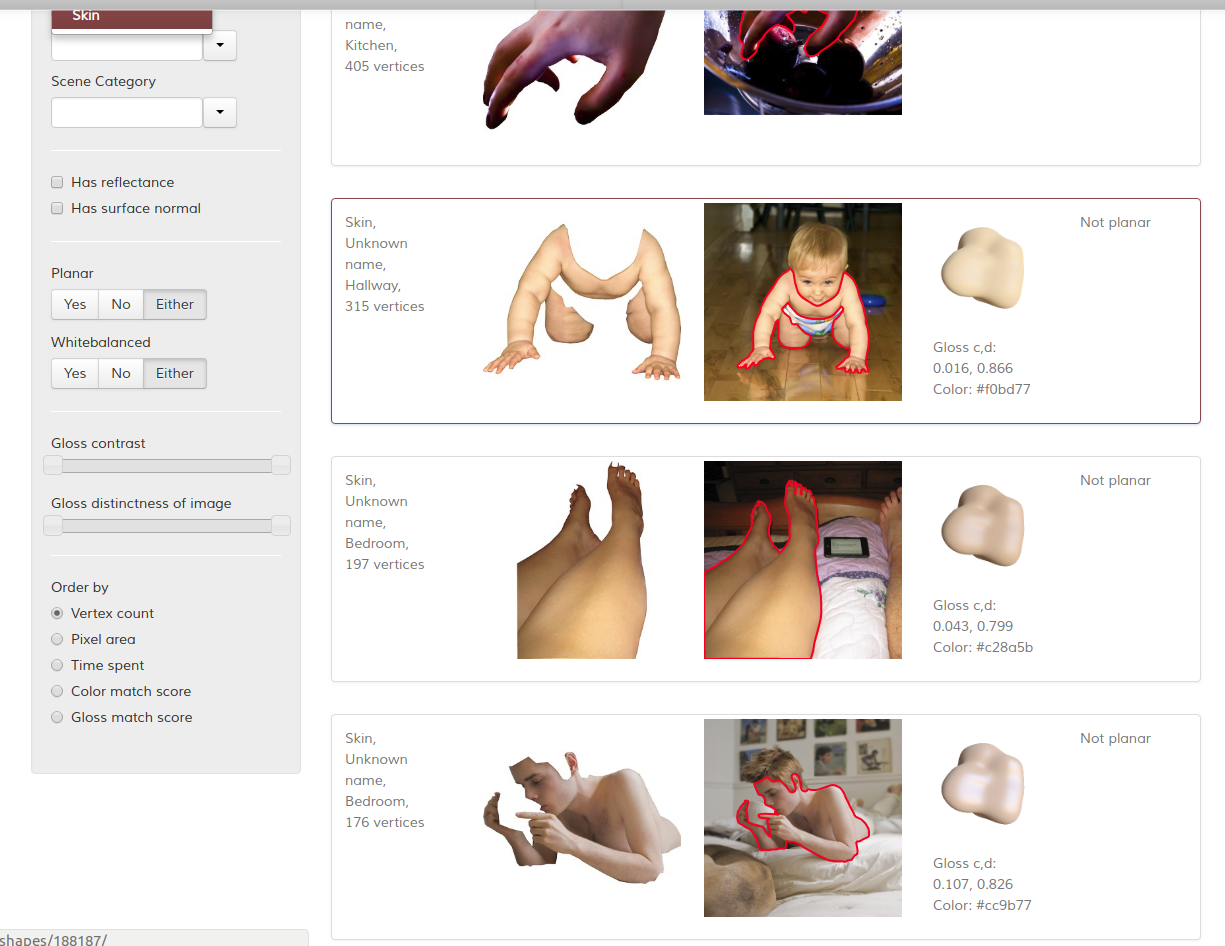 Skin
Scene Category
Has reflectance
Has surface normal
Planar
Yes
No
Either
Whitebalanced
Yes
No
Either
Gloss contrast
Gloss distinctness of image
Order by
Vertex count
Pixel area
Time spent
Color match score
Gloss match score
name,
Kitchen,
405 vertices
Skin,
Unknown
name,
Hallway,
315 vertices
Gloss c,d:
0.016, 0.866
Color: #f0bd77
Not planar
Skin,
Unknown
name,
Bedroom,
197 vertices
Gloss c,d:
0.043, 0.799
Color: #c28a5b
Not planar
Skin,
Unknown
name,
Bedroom,
176 vertices
Gloss c,d:
0.107, 0.826
Color: #cc9b77
Not planar
shapes/188187/